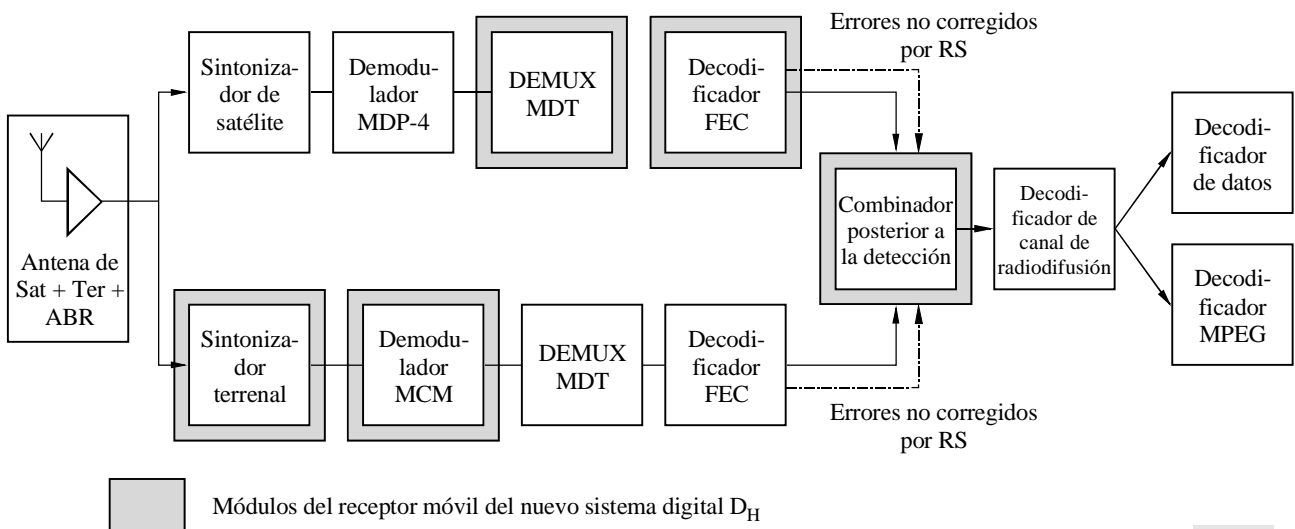 Errores no corregidos
por RS
Sintoniza-
dor de
satélite
Demodu-
lador
MDP-4
DEMUX
MDT
Decodi-
ficador
FEC
Antena de
Sat + Ter +
ABR
Combinador
posterior a
la detección
Decodi-
ficador de
canal de
radiodifusión
Decodi-
ficador
de datos
Decodi-
ficador
MPEG
Sintoniza-
dor
terrenal
Demodu-
lador
MCM
DEMUX
MDT
Decodi-
ficador
FEC
Errores no corregidos
por RS
Módulos del receptor móvil del nuevo sistema digital DH